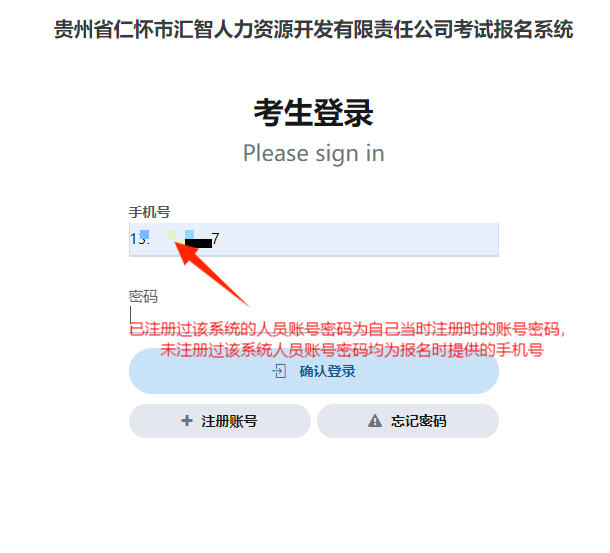 贵州省仁怀市汇智人力资源开发有限责任公司考试报名系统
考生登录
Please sign in
手机号
7
密码
已注册过该系统的人员账号密码为自己当时注册时的账号密码，
未注册过该系统人员账号密码均为报名时提供的手机号
确认登录
注册账号
忘记密码